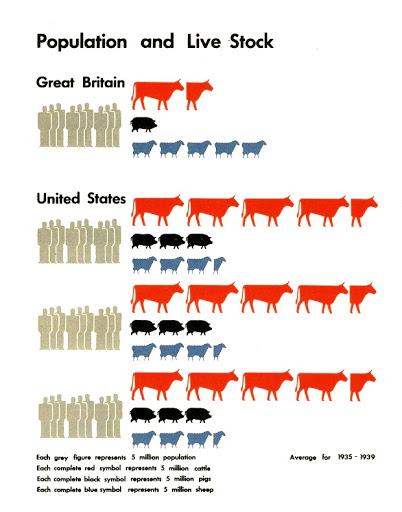 Population and Live Stock
Great Britain
United States
Each grey figure represents 5 million population
Average for 1935 - 1939
Each complete red symbol represents 5 million cattle
Each complete black symbol represents 5 million pigs
Each complete blue symbol represents 5 million sheep